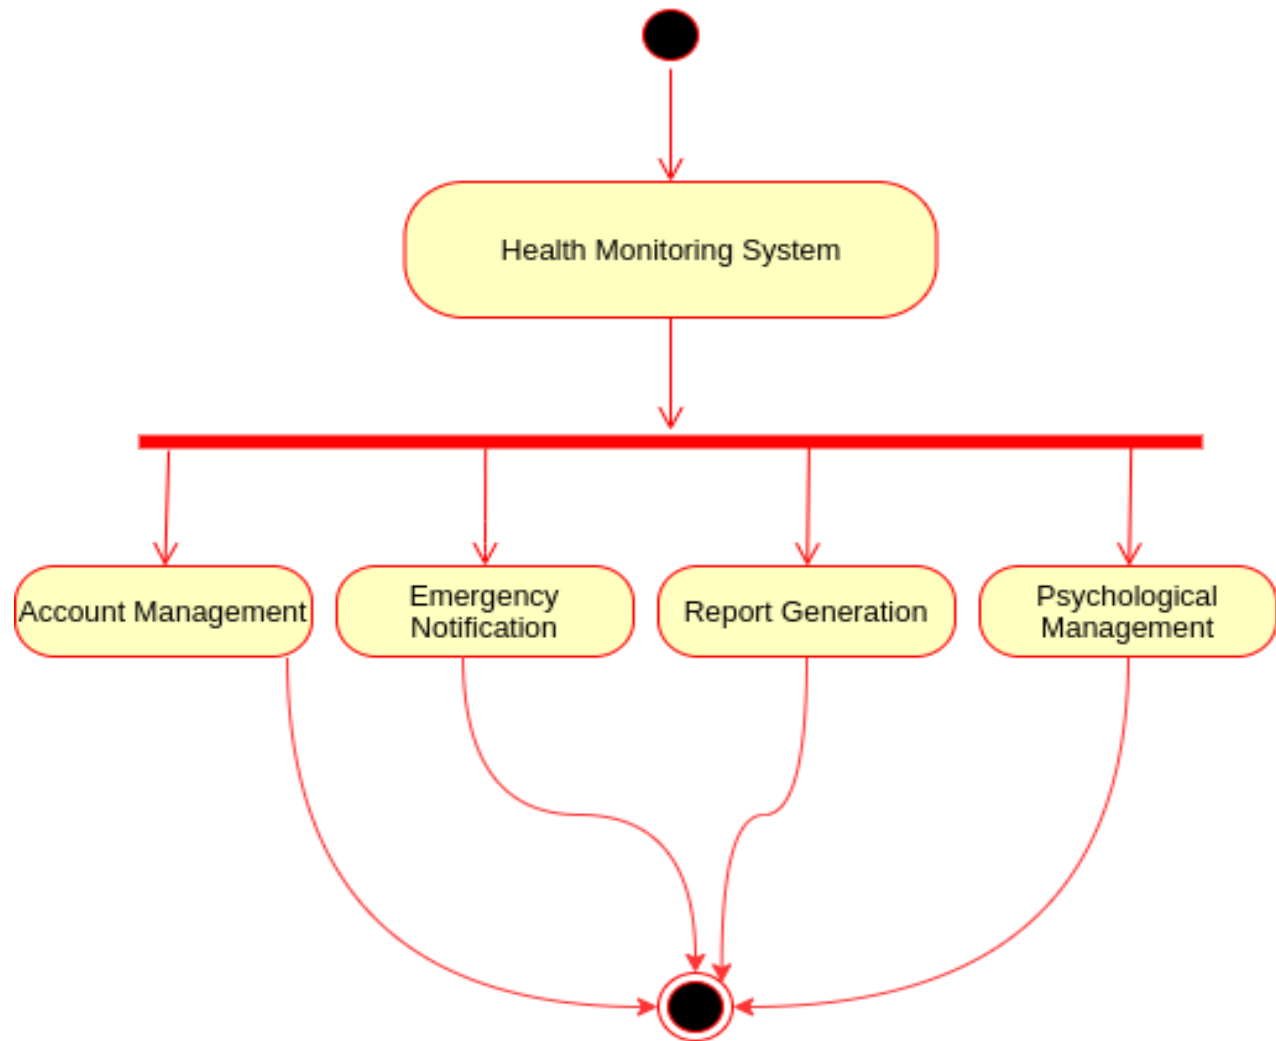 Health Monitoring System
Account Management
Emergency
Notification
Report Generation
Psychological
Management